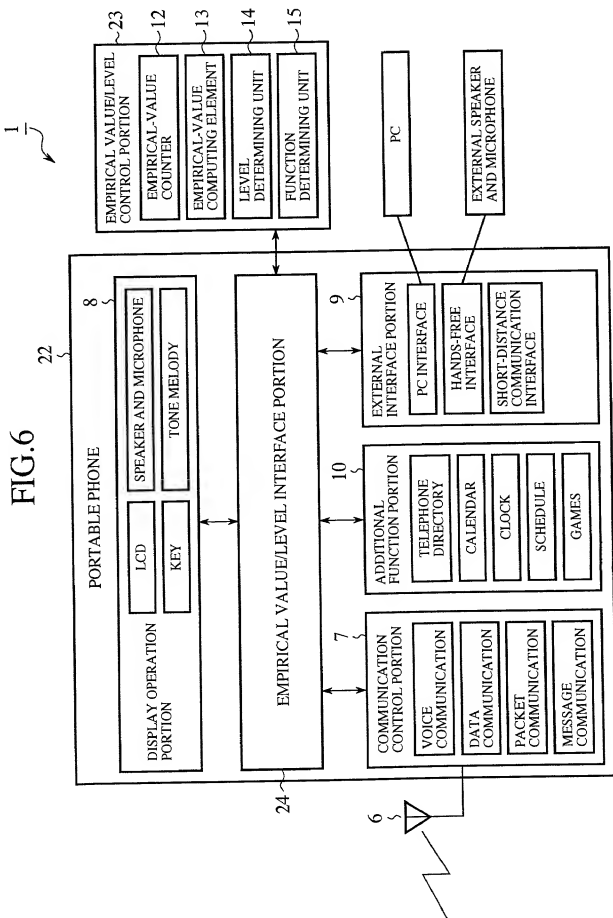 FIG.6
1
22
PORTABLE PHONE
8
DISPLAY OPERATION
PORTION
LCD
SPEAKER AND MICROPHONE
KEY
TONE MELODY
23
EMPIRICAL VALUE/LEVEL
CONTROL PORTION
12
EMPIRICAL-VALUE
COUNTER
13
EMPIRICAL-VALUE
COMPUTING ELEMENT
14
LEVEL
DETERMINING UNIT
15
FUNCTION
DETERMINING UNIT
24
EMPIRICAL VALUE/LEVEL INTERFACE PORTION
6
7
COMMUNICATION
CONTROL PORTION
VOICE
COMMUNICATION
DATA
COMMUNICATION
PACKET
COMMUNICATION
MESSAGE
COMMUNICATION
10
ADDITIONAL
FUNCTION PORTION
TELEPHONE
DIRECTORY
CALENDAR
CLOCK
SCHEDULE
GAMES
9
EXTERNAL
INTERFACE PORTION
PC INTERFACE
HANDS-FREE
INTERFACE
SHORT-DISTANCE
COMMUNICATION
INTERFACE
PC
EXTERNAL SPEAKER
AND MICROPHONE